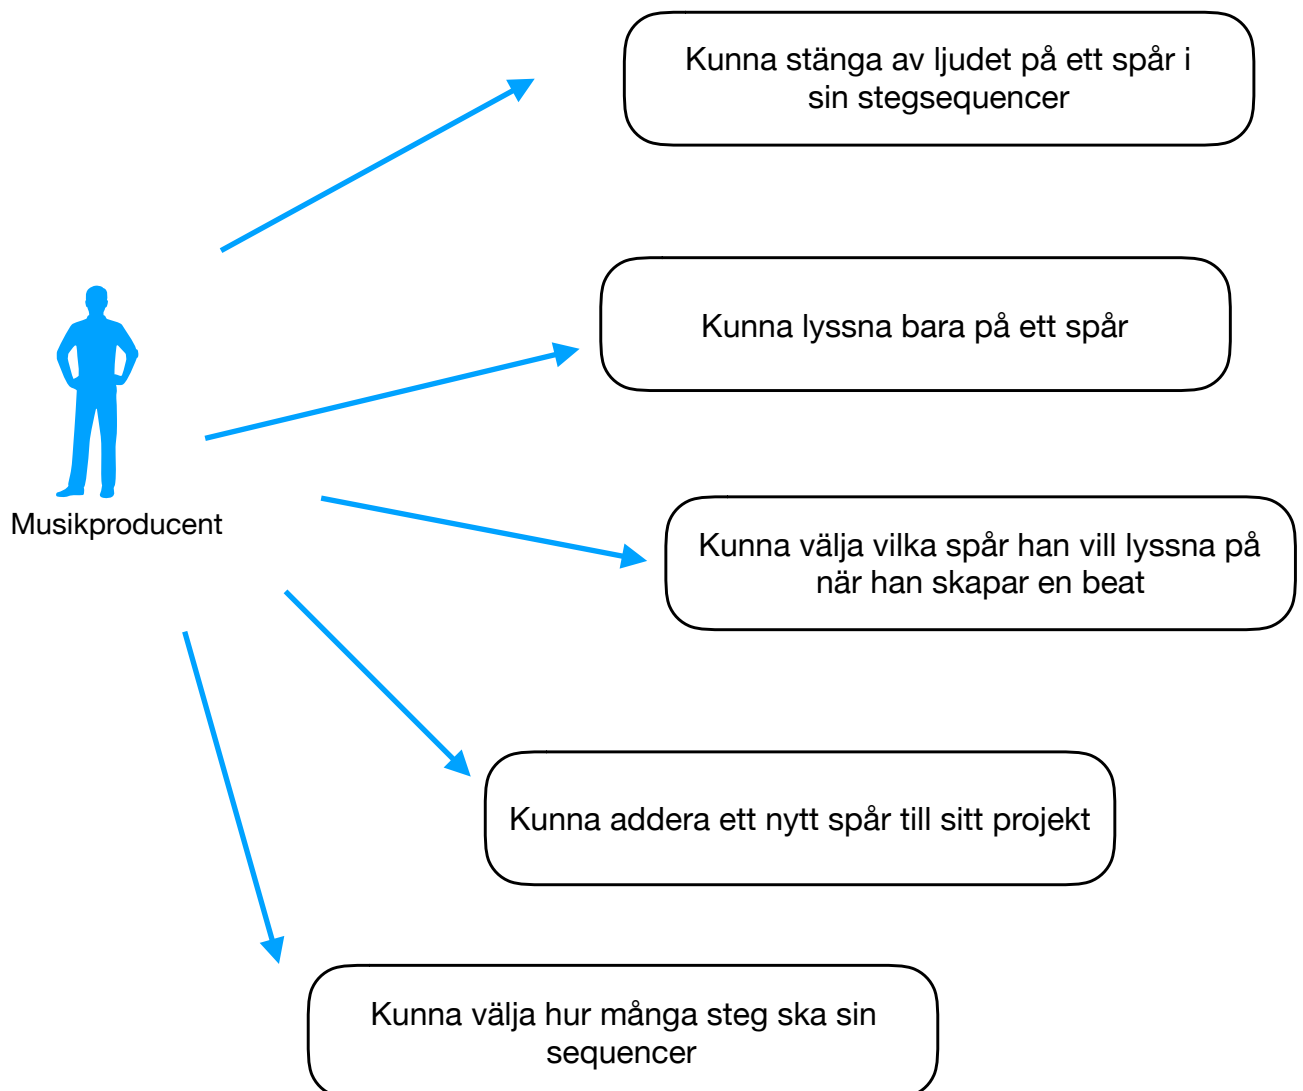 Kunna stänga av ljudet på ett spår i
sin stegsequencer
Kunna lyssna bara på ett spår
Musikproducent
Kunna välja vilka spår han vill lyssna på
när han skapar en beat
Kunna addera ett nytt spår till sitt projekt
Kunna välja hur många steg ska sin
sequencer